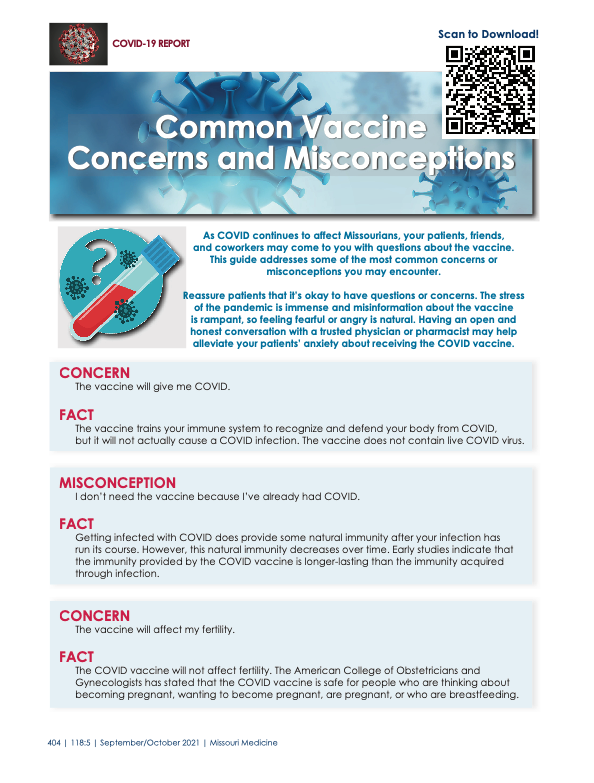 COVID-19 REPORT
Scan to Download!
Common Vaccine
Concerns and Misconceptions
As COVID continues to affect Missourians, your patients, friends,
and coworkers may come to you with questions about the vaccine.
This guide addresses some of the most common concerns or
misconceptions you may encounter.
Reassure patients that it's okay to have questions or concerns. The stress
of the pandemic is immense and misinformation about the vaccine
is rampant, so feeling fearful or angry is natural. Having an open and
honest conversation with a trusted physician or pharmacist may help
alleviate your patients' anxiety about receiving the COVID vaccine.
CONCERN
The vaccine will give me COVID.
FACT
The vaccine trains your immune system to recognize and defend your body from COVID,
but it will not actually cause a COVID infection. The vaccine does not contain live COVID virus.
MISCONCEPTION
I don't need the vaccine because I've already had COVID.
FACT
Getting infected with COVID does provide some natural immunity after your infection has
run its course. However, this natural immunity decreases over time. Early studies indicate that
the immunity provided by the COVID vaccine is longer-lasting than the immunity acquired
through infection.
CONCERN
The vaccine will affect my fertility.
FACT
The COVID vaccine will not affect fertility. The American College of Obstetricians and
Gynecologists has stated that the COVID vaccine is safe for people who are thinking about
becoming pregnant, wanting to become pregnant, are pregnant, or who are breastfeeding.
404 | 118:5 | September/October 2021 | Missouri Medicine